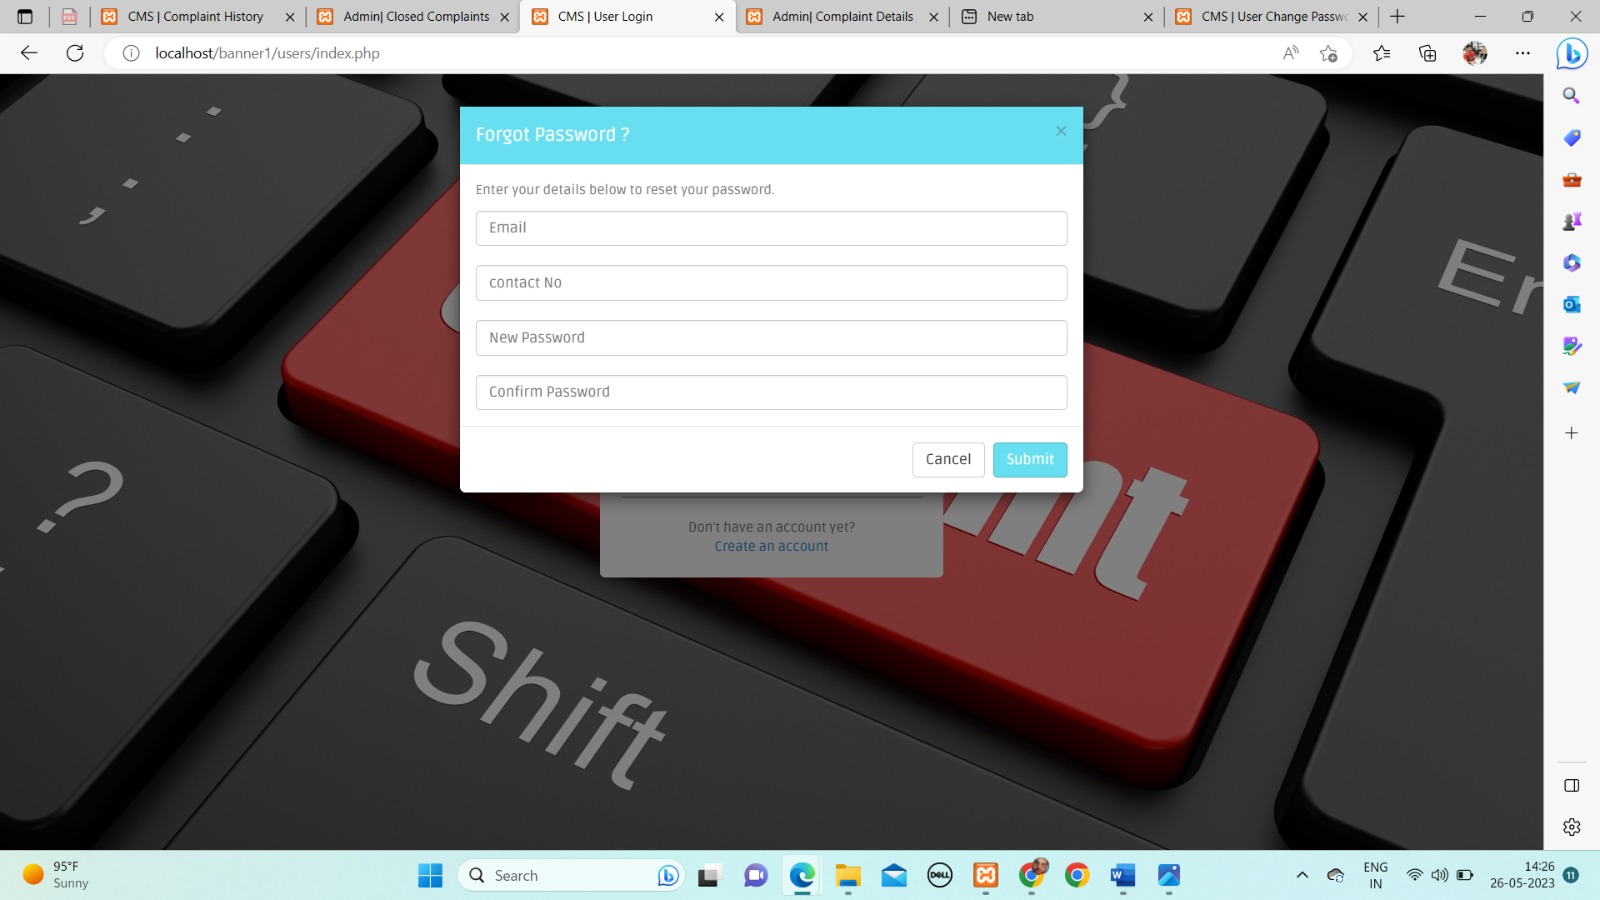 CMS | Complaint History
Admin| Closed Complaints
CMS | User Login
Admin| Complaint Details
New tab
CMS | User Change Passwo
localhost/banner1/users/index.php
Forgot Password ?
Enter your details below to reset your password.
Email
contact No
New Password
Confirm Password
Cancel
Submit
Don't have an account yet?
Create an account
}
;
:
,
?
En
nt
Shift
95°F
Sunny
Search
DELL
ENG
IN
14:26
26-05-2023
11